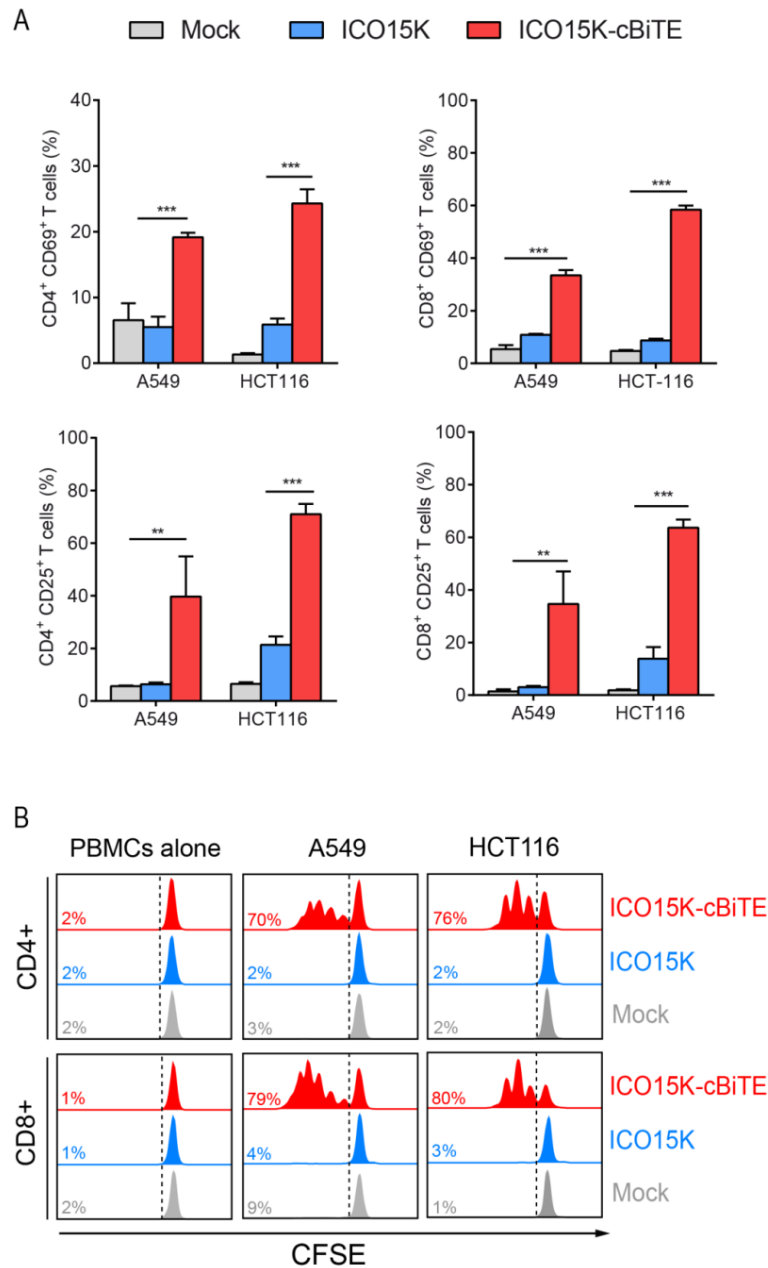 A
Mock ICO15K ICO15K-cBiTE
CD4+ CD69+ T cells (%)
40
30
20
10
0
***
***
A549 HCT116
CD8+ CD69+ T cells (%)
100
80
60
40
20
0
***
***
A549 HCT-116
CD4+ CD25+ T cells (%)
100
80
60
40
20
0
**
***
A549 HCT116
CD8+ CD25+ T cells (%)
100
80
60
40
20
0
**
***
A549 HCT116
B
PBMCs alone A549 HCT116
CD4+
2% 70% 76% ICO15K-cBiTE
2% 2% 2% ICO15K
2% 3% 2% Mock
CD8+
1% 79% 80% ICO15K-cBiTE
1% 4% 3% ICO15K
2% 9% 1% Mock
CFSE